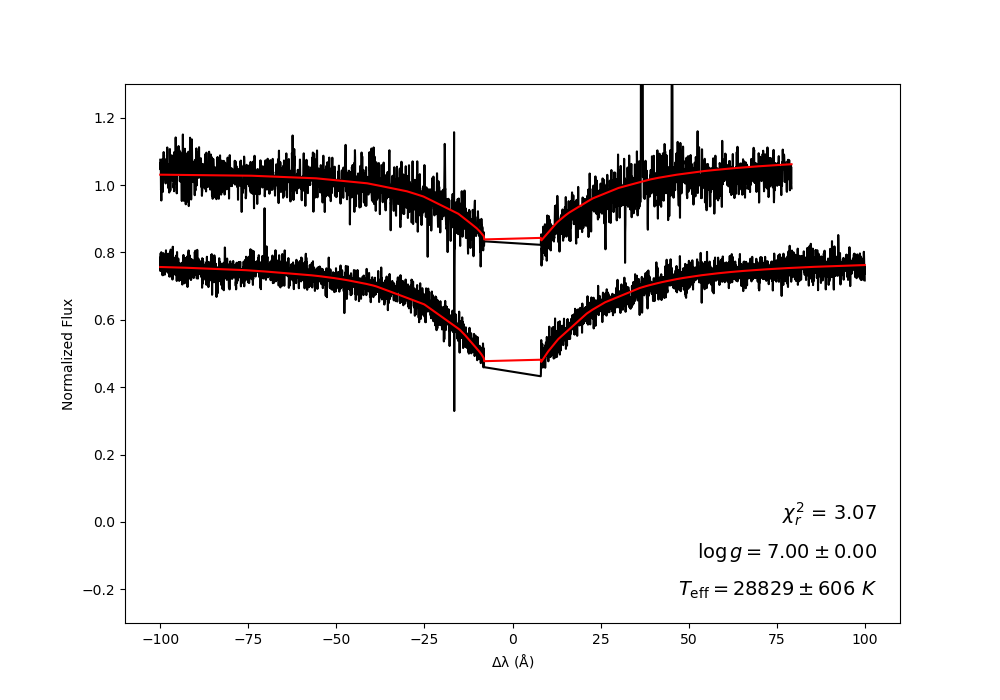 Normalized Flux
1.2
1.0
0.8
0.6
0.4
0.2
0.0
−0.2
χ²ᵣ = 3.07
log g = 7.00 ± 0.00
T_eff = 28829 ± 606 K
−100 −75 −50 −25 0 25 50 75 100
Δλ (Å)